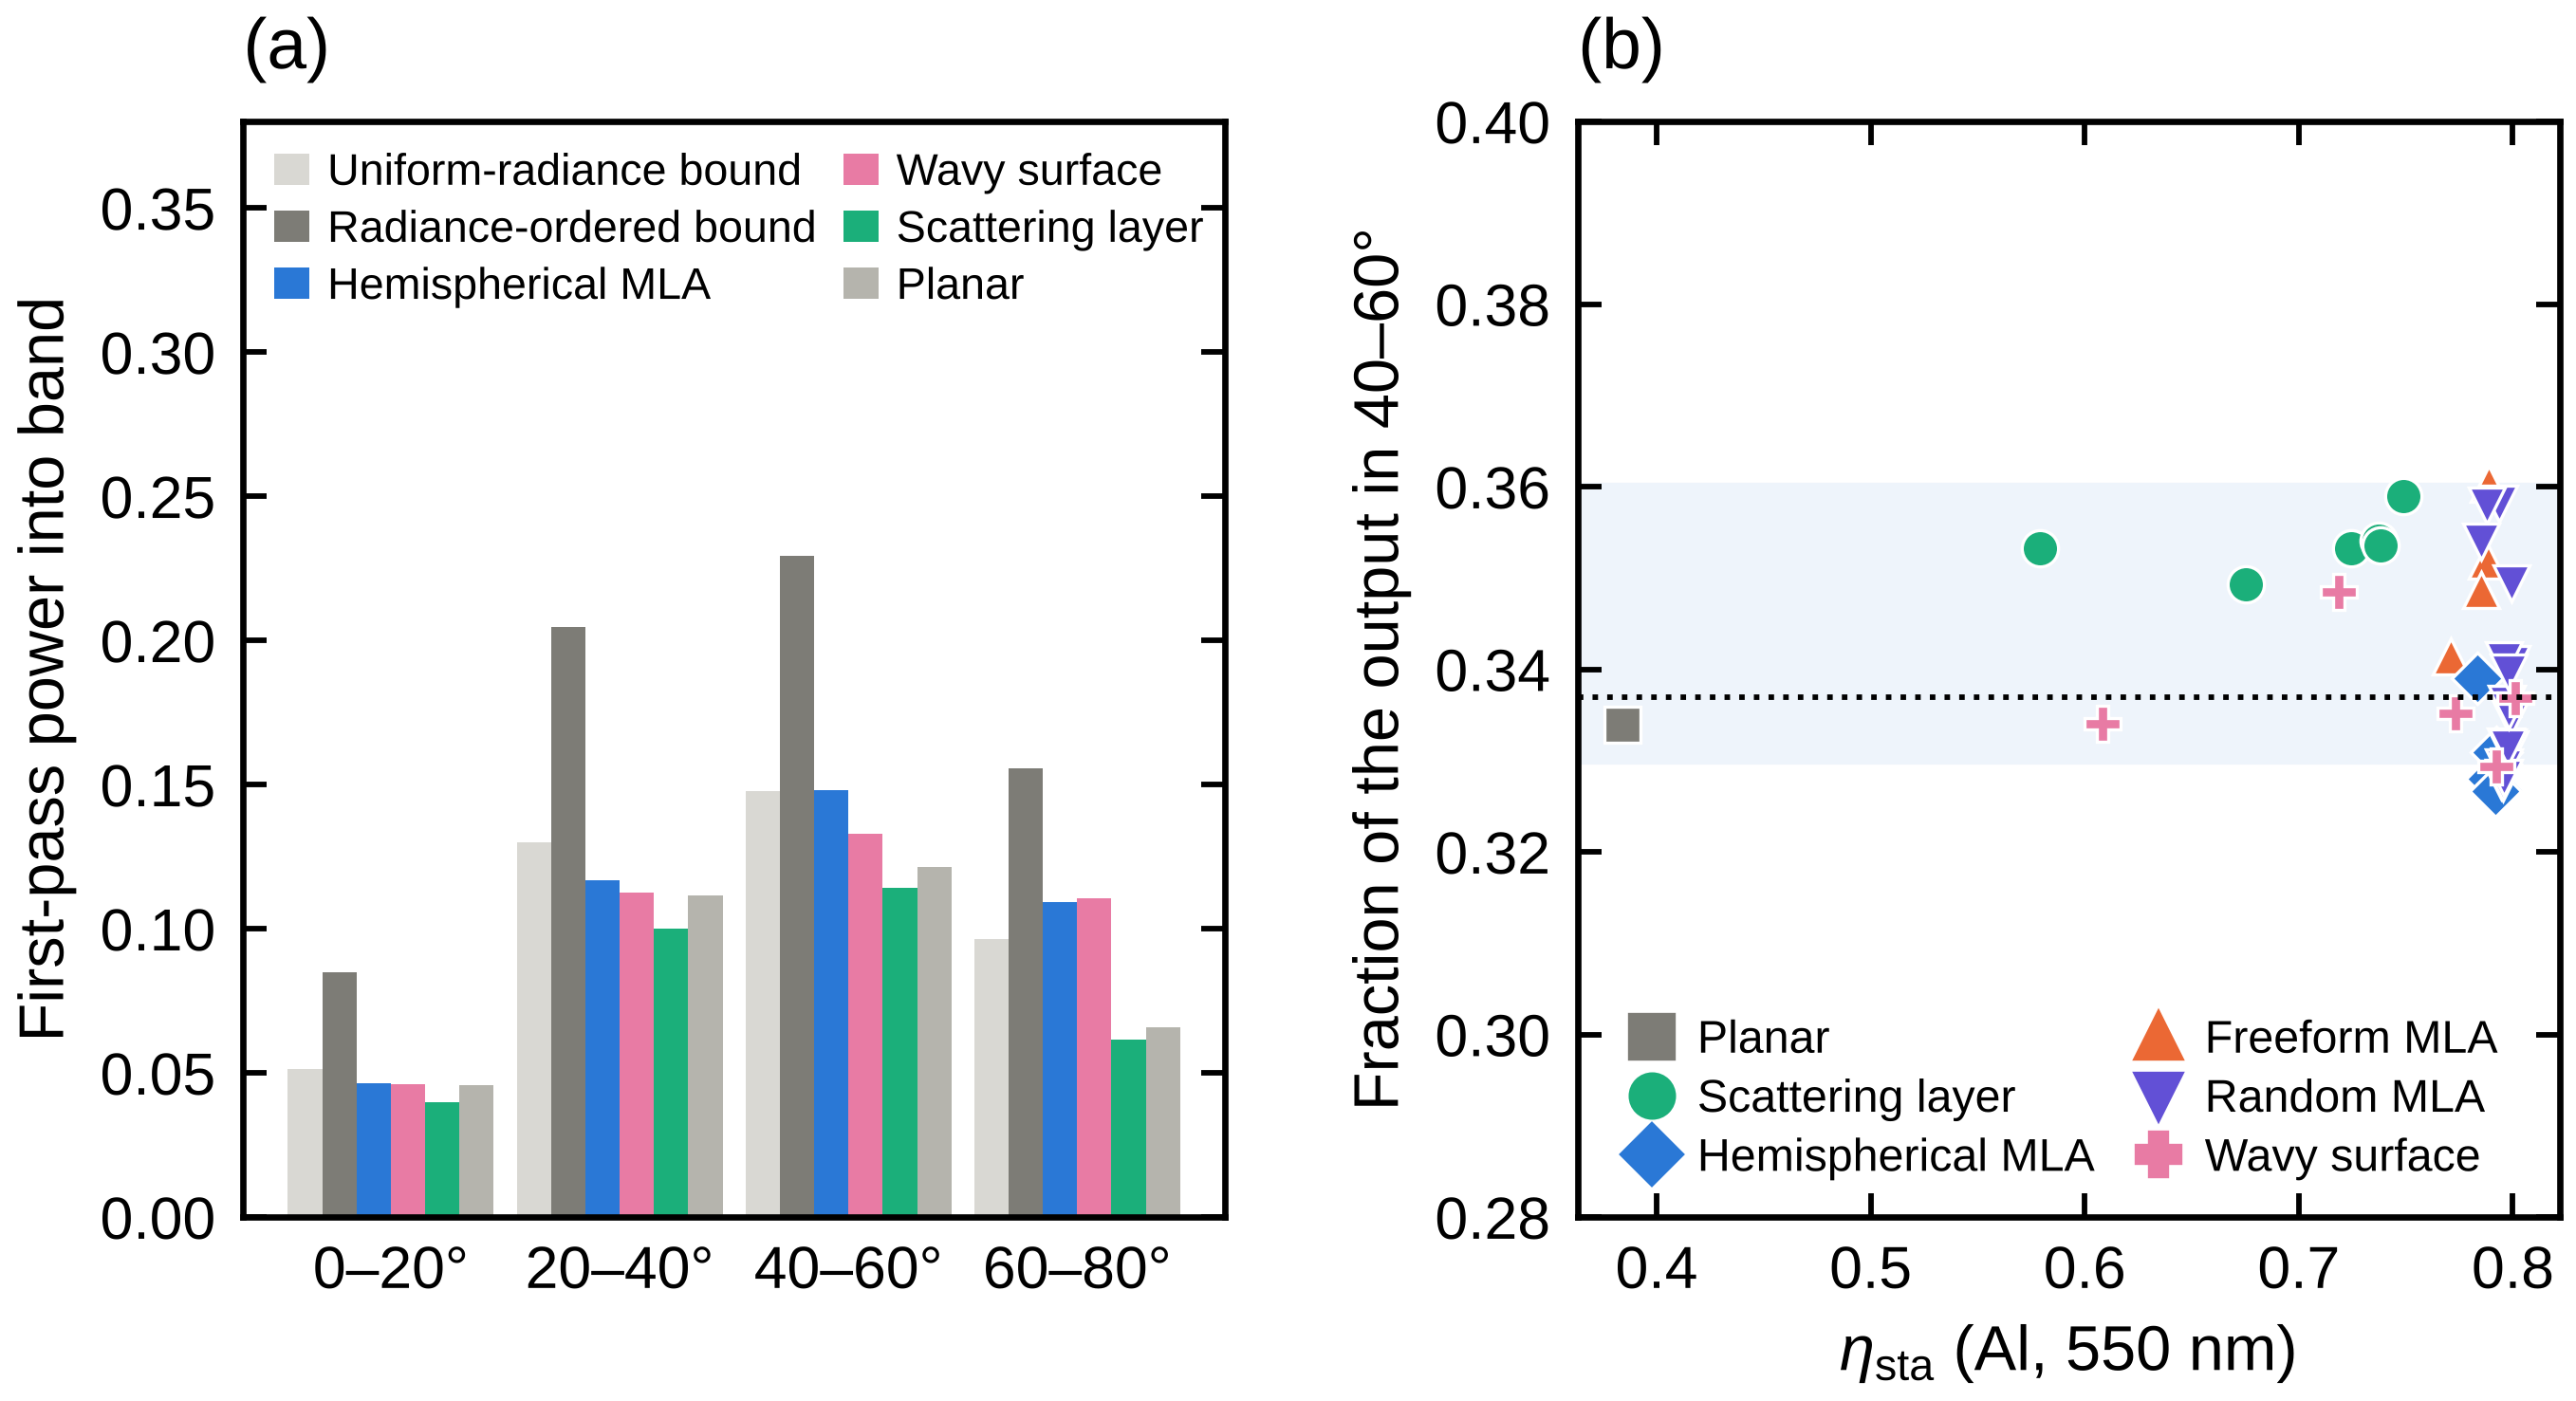 (a)
First-pass power into band
0.35
0.30
0.25
0.20
0.15
0.10
0.05
0.00
Uniform-radiance bound
Radiance-ordered bound
Hemispherical MLA
Wavy surface
Scattering layer
Planar
0–20°
20–40°
40–60°
60–80°
(b)
Fraction of the output in 40–60°
0.40
0.38
0.36
0.34
0.32
0.30
0.28
Planar
Scattering layer
Hemispherical MLA
Freeform MLA
Random MLA
Wavy surface
0.4
0.5
0.6
0.7
0.8
ηsta (Al, 550 nm)